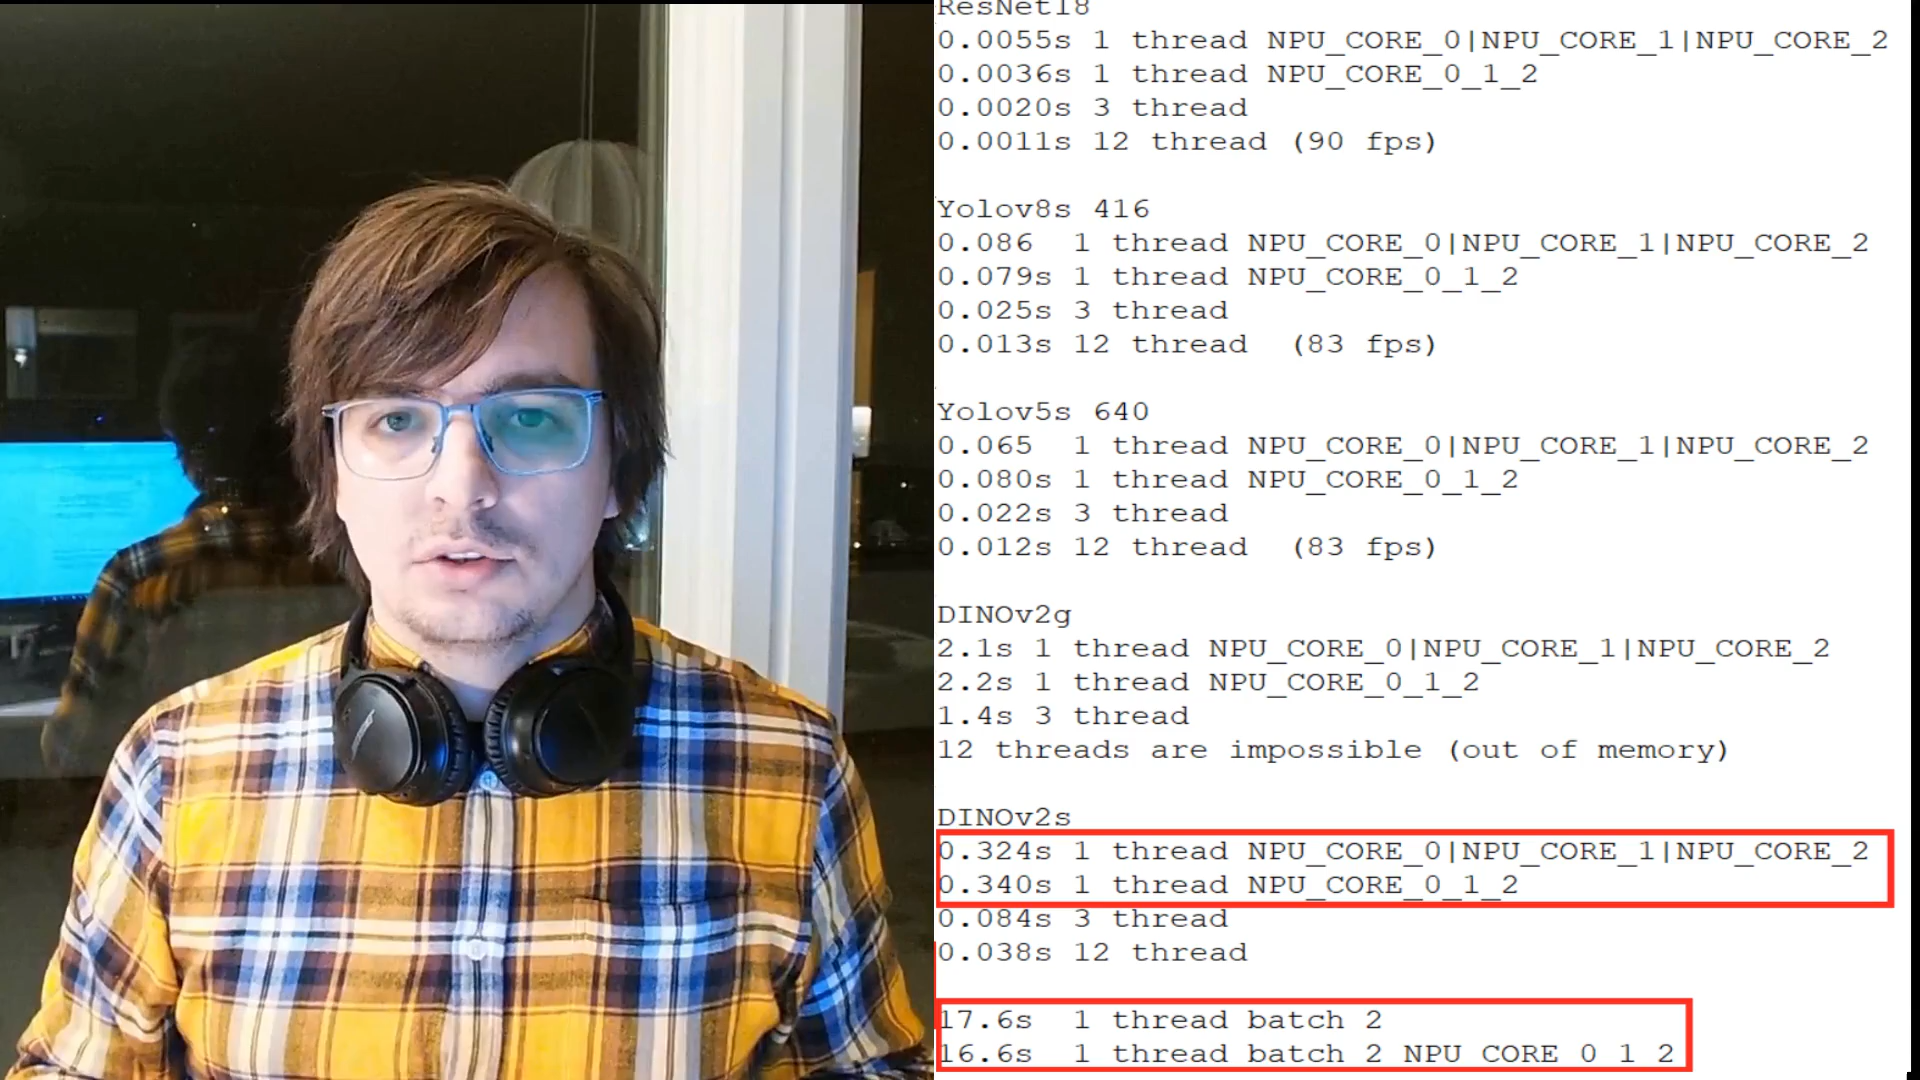 ResNet18
0.0055s 1 thread NPU_CORE_0|NPU_CORE_1|NPU_CORE_2
0.0036s 1 thread NPU_CORE_0_1_2
0.0020s 3 thread
0.0011s 12 thread (90 fps)
Yolov8s 416
0.086 1 thread NPU_CORE_0|NPU_CORE_1|NPU_CORE_2
0.079s 1 thread NPU_CORE_0_1_2
0.025s 3 thread
0.013s 12 thread (83 fps)
Yolov5s 640
0.065 1 thread NPU_CORE_0|NPU_CORE_1|NPU_CORE_2
0.080s 1 thread NPU_CORE_0_1_2
0.022s 3 thread
0.012s 12 thread (83 fps)
DINOv2g
2.1s 1 thread NPU_CORE_0|NPU_CORE_1|NPU_CORE_2
2.2s 1 thread NPU_CORE_0_1_2
1.4s 3 thread
12 threads are impossible (out of memory)
DINOv2s
0.324s 1 thread NPU_CORE_0|NPU_CORE_1|NPU_CORE_2
0.340s 1 thread NPU_CORE_0_1_2
0.084s 3 thread
0.038s 12 thread
17.6s 1 thread batch 2
16.6s 1 thread batch 2 NPU_CORE_0_1_2